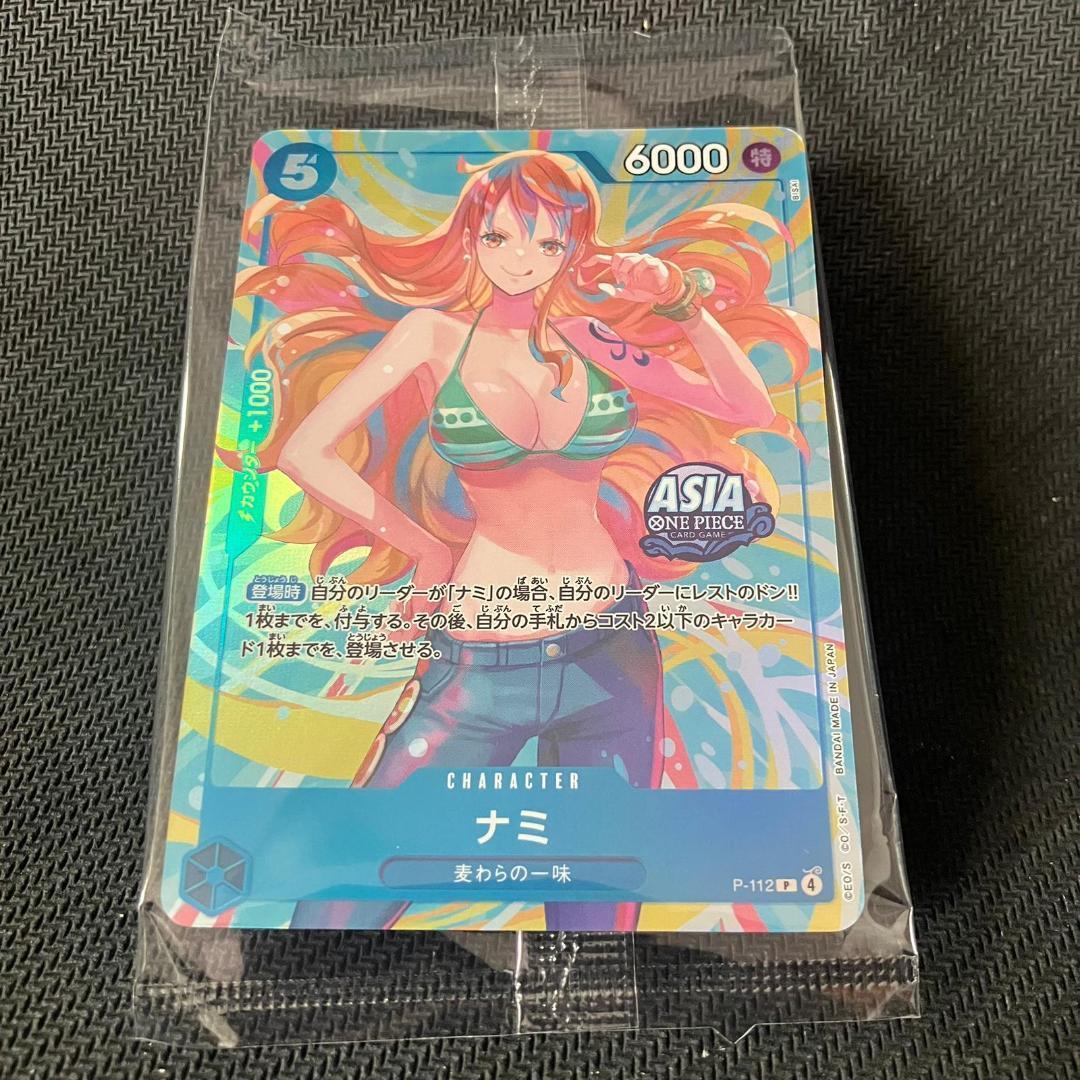 5
6000 特
BISAI
カウンター +1000
ASIA
ONE PIECE
CARD GAME
登場時 自分のリーダーが「ナミ」の場合、自分のリーダーにレストのドン!!
1枚までを、付与する。その後、自分の手札からコスト2以下のキャラカー
ド1枚までを、登場させる。
CHARACTER
ナミ
麦わらの一味
P-112 P 4
©EO/S ©O/S・F・T BANDAI MADE IN JAPAN